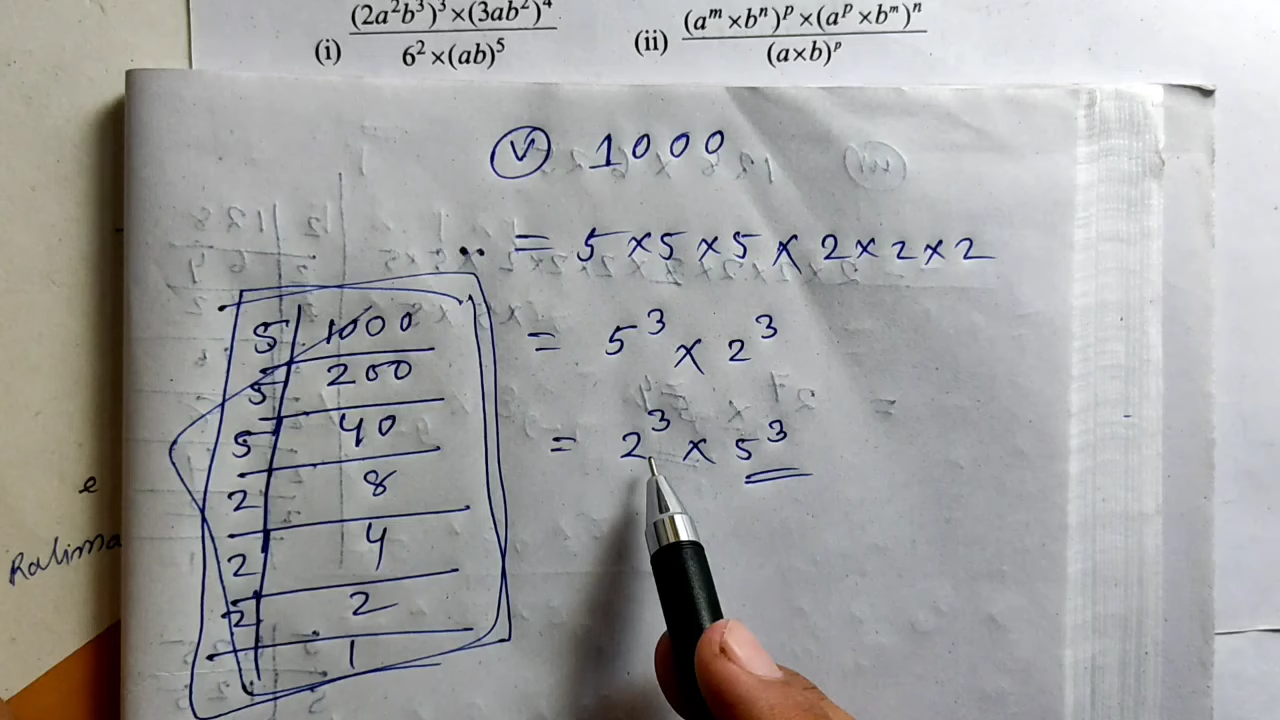 (i) (2a²b³)³×(3ab²)⁴ / 6²×(ab)⁵ (ii) (aᵐ×bⁿ)ᵖ×(aᵖ×bᵐ)ⁿ / (a×b)ᵖ
(v) 1000
= 5×5×5×2×2×2
= 5³×2³
= 2³×5³
5 | 1000
5 | 200
5 | 40
2 | 8
2 | 4
2 | 2
1
e